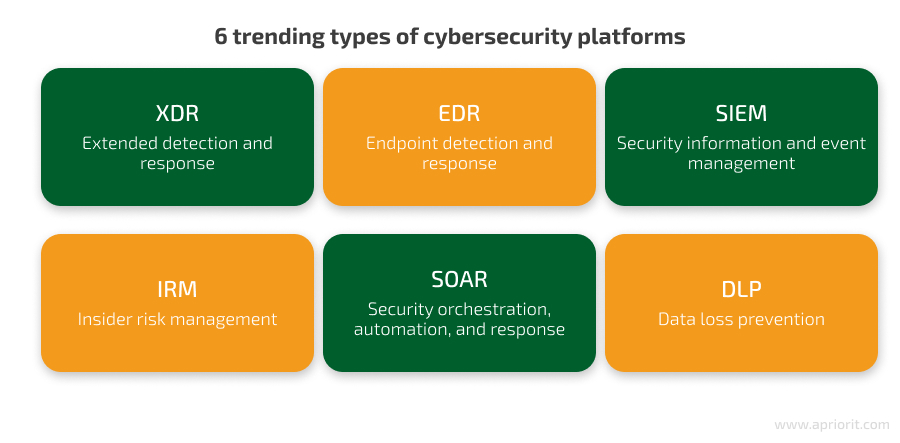 6 trending types of cybersecurity platforms
XDR
Extended detection and
response
EDR
Endpoint detection and
response
SIEM
Security information and event
management
IRM
Insider risk management
SOAR
Security orchestration,
automation, and response
DLP
Data loss prevention
www.apriorit.com